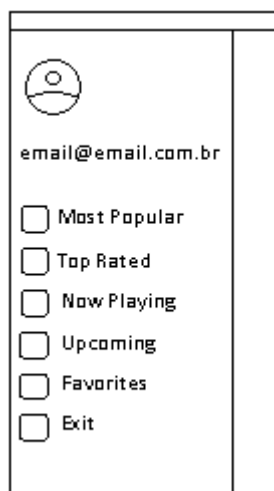 email@email.com.br
Most Popular
Top Rated
Now Playing
Upcoming
Favorites
Exit